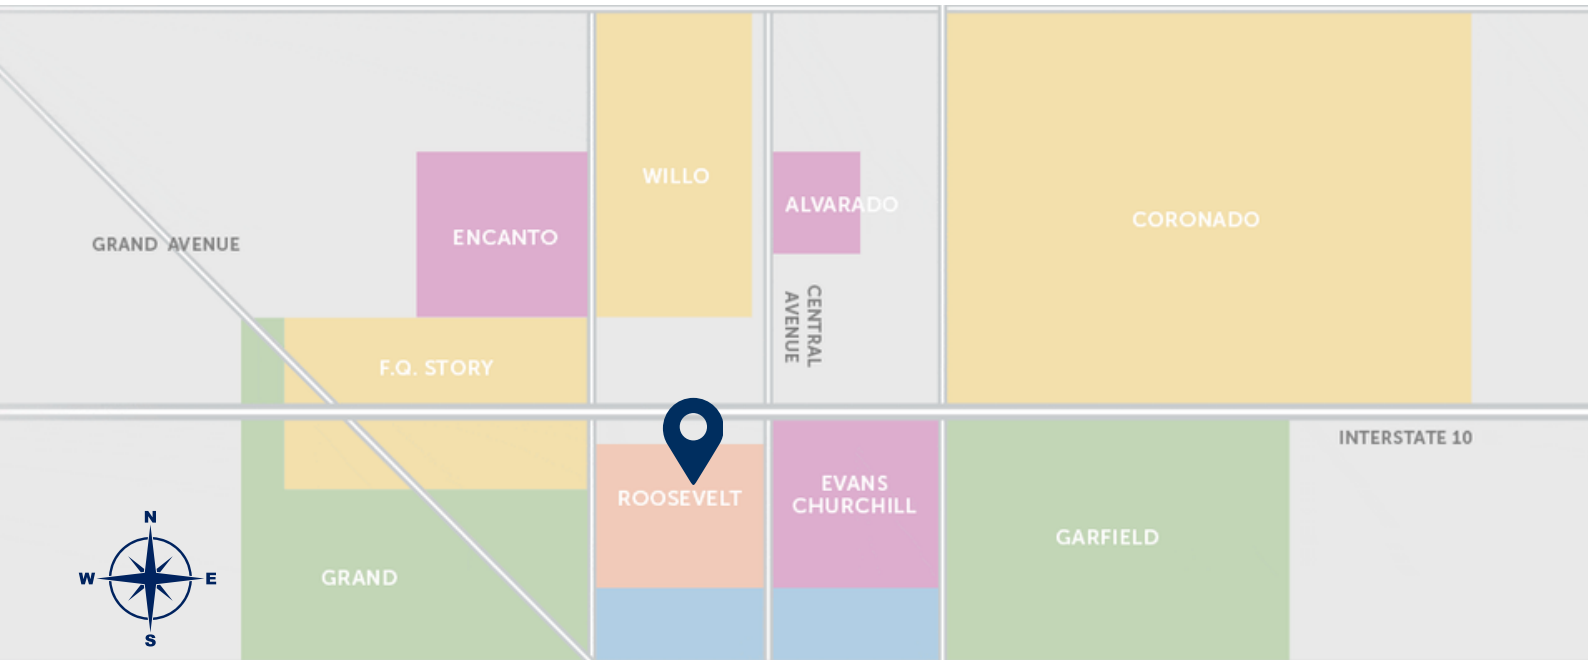 WILLO
ALVARADO
CORONADO
ENCANTO
GRAND AVENUE
CENTRAL
AVENUE
F.Q. STORY
INTERSTATE 10
ROOSEVELT
EVANS
CHURCHILL
GARFIELD
GRAND
N
W
E
S